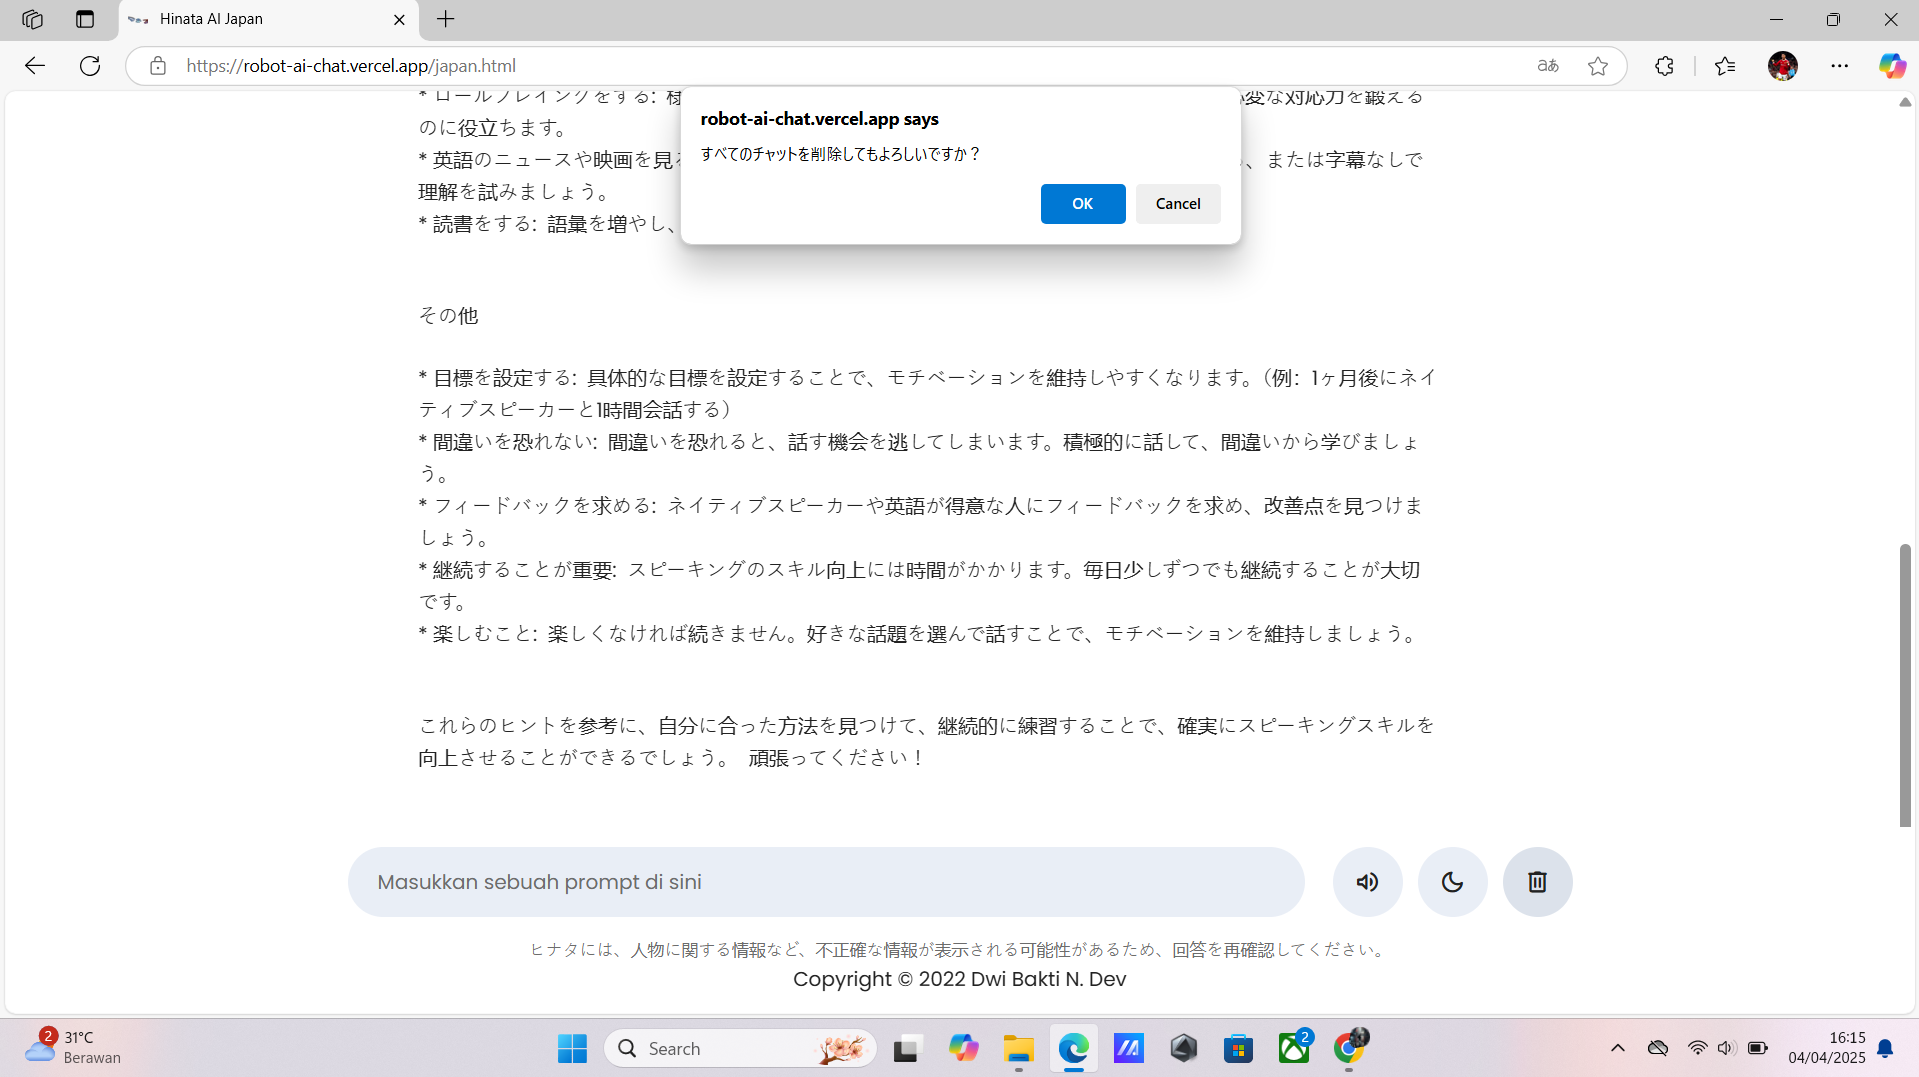 Hinata AI Japan
https://robot-ai-chat.vercel.app/japan.html
* ロールプレイングをする:
変な対応力を鍛える
のに役立ちます。
* 英語のニュースや映画を見
、または字幕なしで
理解を試みましょう。
* 読書をする: 語彙を増やし、
robot-ai-chat.vercel.app says
すべてのチャットを削除してもよろしいですか？
OK
Cancel
その他
* 目標を設定する: 具体的な目標を設定することで、モチベーションを維持しやすくなります。（例：1ヶ月後にネイ
ティブスピーカーと1時間会話する）
* 間違いを恐れない: 間違いを恐れると、話す機会を逃してしまいます。積極的に話して、間違いから学びましょ
う。
* フィードバックを求める: ネイティブスピーカーや英語が得意な人にフィードバックを求め、改善点を見つけま
しょう。
* 継続することが重要: スピーキングのスキル向上には時間がかかります。毎日少しずつでも継続することが大切
です。
* 楽しむこと: 楽しくなければ続きません。好きな話題を選んで話すことで、モチベーションを維持しましょう。
これらのヒントを参考に、自分に合った方法を見つけて、継続的に練習することで、確実にスピーキングスキルを
向上させることができるでしょう。 頑張ってください！
Masukkan sebuah prompt di sini
ヒナタには、人物に関する情報など、不正確な情報が表示される可能性があるため、回答を再確認してください。
Copyright © 2022 Dwi Bakti N. Dev
2
31°C
Berawan
Search
2
16:15
04/04/2025